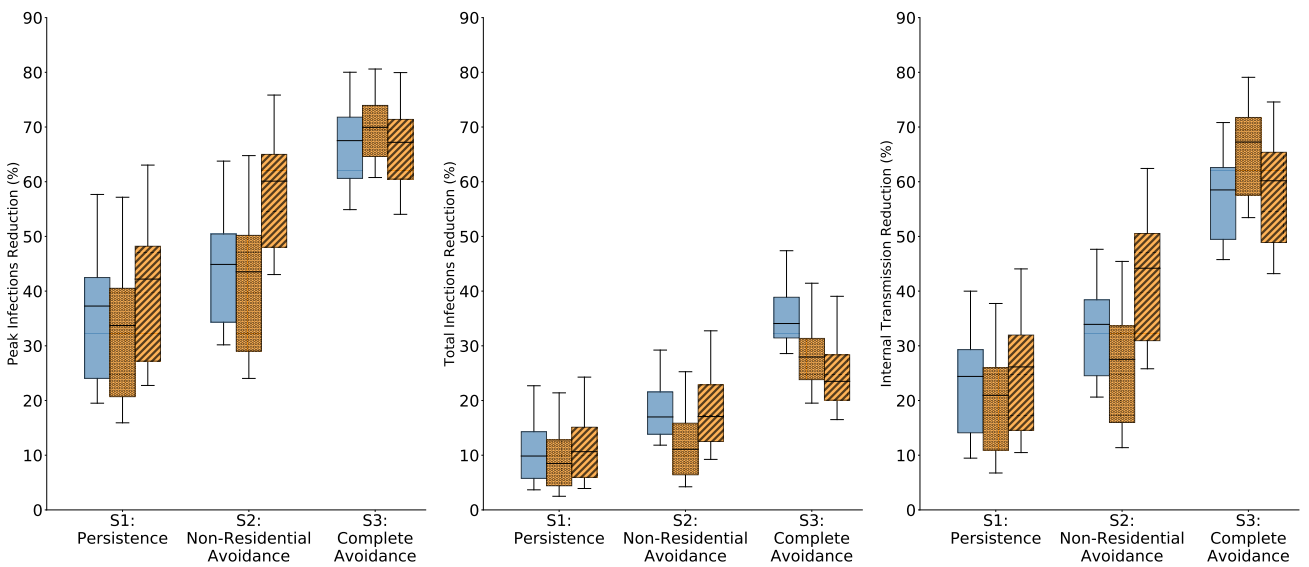 Peak Infections Reduction (%)
90
80
70
60
50
40
30
20
10
0
S1:
Persistence
S2:
Non-Residential
Avoidance
S3:
Complete
Avoidance
Total Infections Reduction (%)
90
80
70
60
50
40
30
20
10
0
S1:
Persistence
S2:
Non-Residential
Avoidance
S3:
Complete
Avoidance
Internal Transmission Reduction (%)
90
80
70
60
50
40
30
20
10
0
S1:
Persistence
S2:
Non-Residential
Avoidance
S3:
Complete
Avoidance